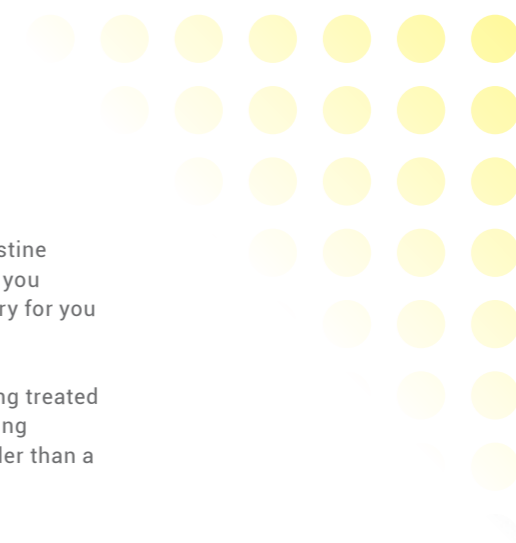 stine
you
ry for you
ng treated
ng
ler than a